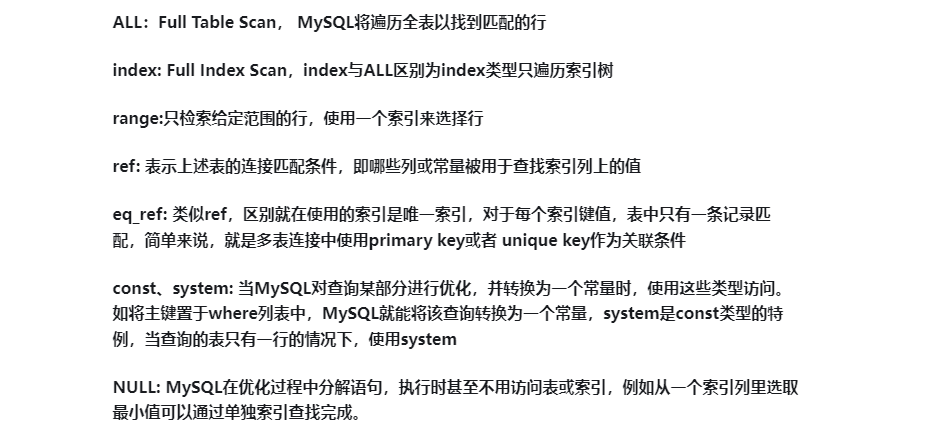 ALL：Full Table Scan， MySQL将遍历全表以找到匹配的行
index: Full Index Scan，index与ALL区别为index类型只遍历索引树
range:只检索给定范围的行，使用一个索引来选择行
ref: 表示上述表的连接匹配条件，即哪些列或常量被用于查找索引列上的值
eq_ref: 类似ref，区别就在使用的索引是唯一索引，对于每个索引键值，表中只有一条记录匹
配，简单来说，就是多表连接中使用primary key或者 unique key作为关联条件
const、system: 当MySQL对查询某部分进行优化，并转换为一个常量时，使用这些类型访问。
如将主键置于where列表中，MySQL就能将该查询转换为一个常量，system是const类型的特
例，当查询的表只有一行的情况下，使用system
NULL: MySQL在优化过程中分解语句，执行时甚至不用访问表或索引，例如从一个索引列里选取
最小值可以通过单独索引查找完成。